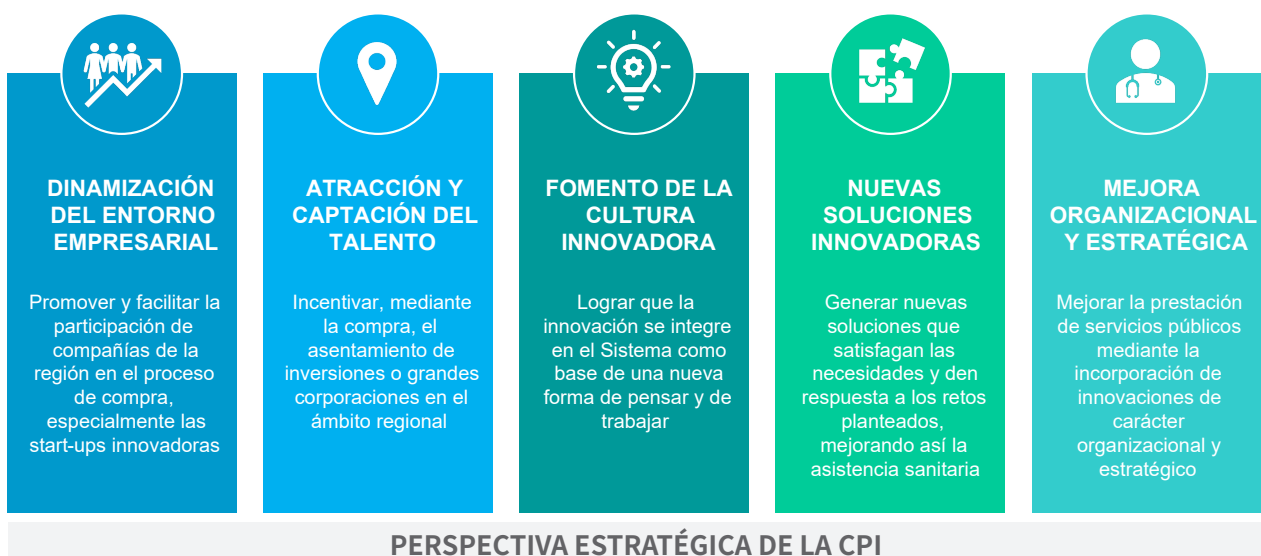 DINAMIZACIÓN
DEL ENTORNO
EMPRESARIAL
Promover y facilitar la
participación de
compañías de la
región en el proceso
de compra,
especialmente las
start-ups innovadoras
ATRACCIÓN Y
CAPTACIÓN DEL
TALENTO
Incentivar, mediante
la compra, el
asentamiento de
inversiones o grandes
corporaciones en el
ámbito regional
FOMENTO DE LA
CULTURA
INNOVADORA
Lograr que la
innovación se integre
en el Sistema como
base de una nueva
forma de pensar y de
trabajar
NUEVAS
SOLUCIONES
INNOVADORAS
Generar nuevas
soluciones que
satisfagan las
necesidades y den
respuesta a los retos
planteados,
mejorando así la
asistencia sanitaria
MEJORA
ORGANIZACIONAL
Y ESTRATÉGICA
Mejorar la prestación
de servicios públicos
mediante la
incorporación de
innovaciones de
carácter
organizacional y
estratégico
PERSPECTIVA ESTRATÉGICA DE LA CPI